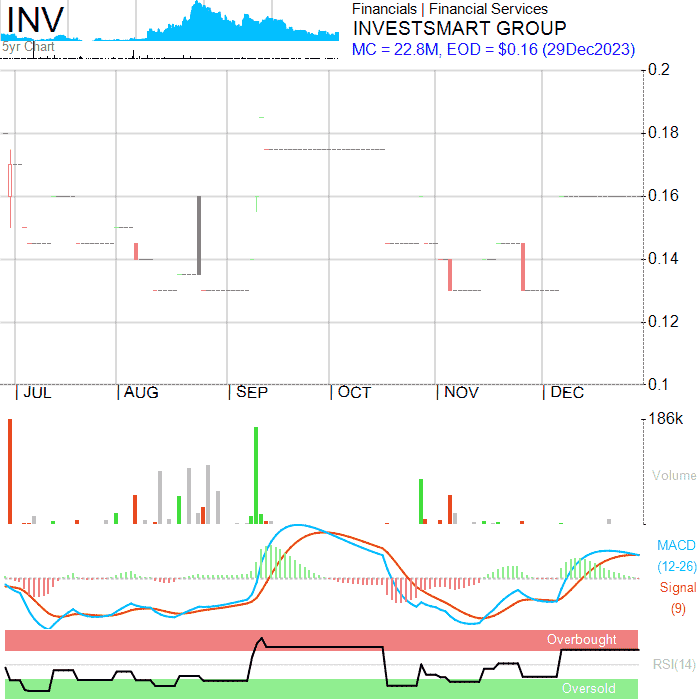 INV
5yr Chart
Financials | Financial Services
INVESTSMART GROUP
MC = 22.8M, EOD = $0.16 (29Dec2023)
0.2
0.18
0.16
0.14
0.12
0.1
JUL AUG SEP OCT NOV DEC
186k
Volume
MACD
(12-26)
Signal
(9)
Overbought
RSI(14)
Oversold